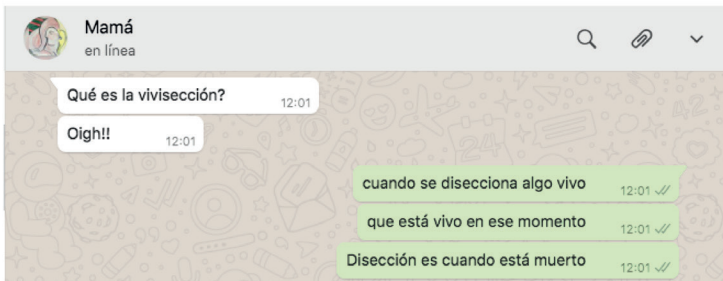 Mamá
en línea
Qué es la vivisección?
12:01
Oigh!!
12:01
cuando se disecciona algo vivo
12:01
que está vivo en ese momento
12:01
Disección es cuando está muerto
12:01